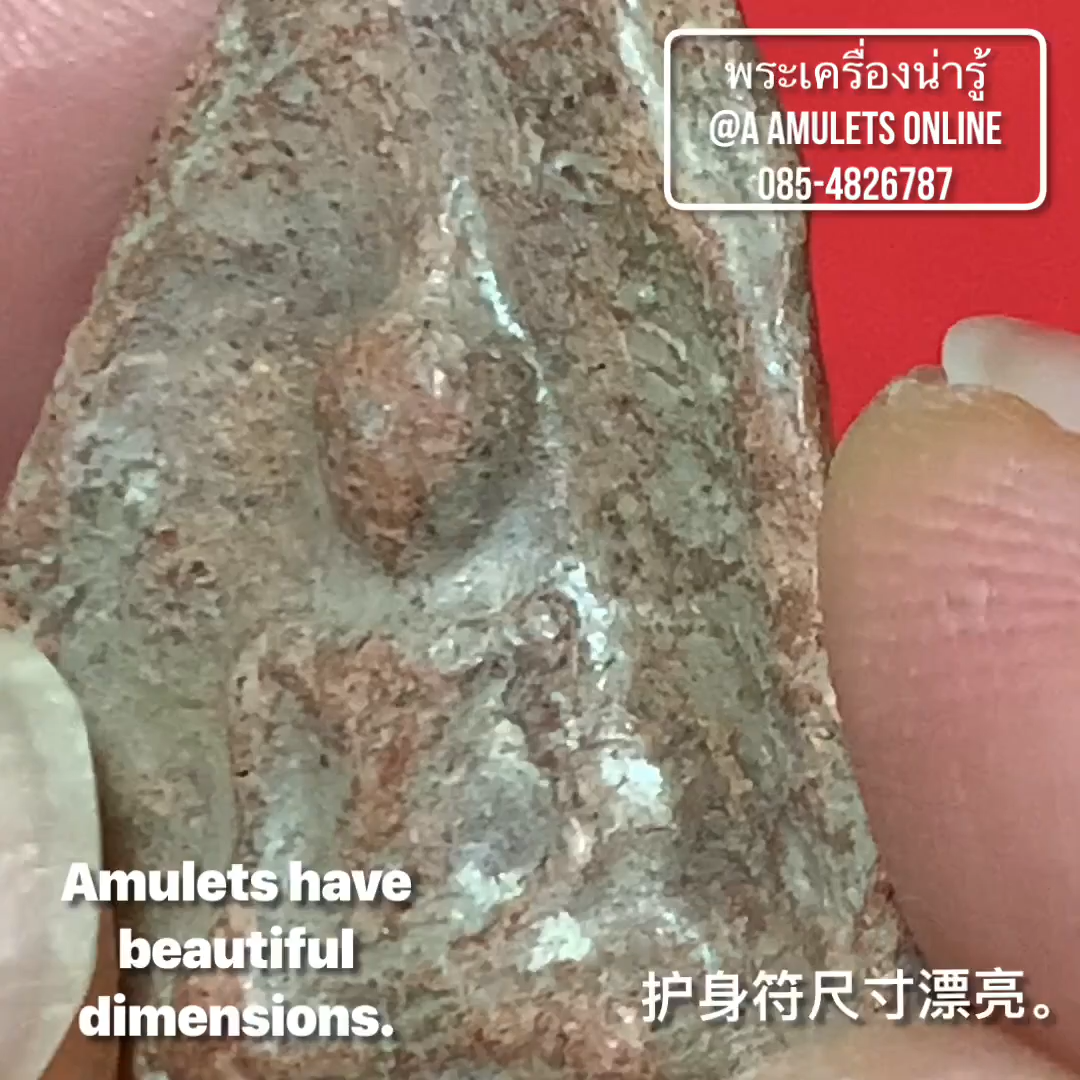 พระเครื่องน่ารู้
@A AMULETS ONLINE
085-4826787
Amulets have
beautiful
dimensions.
护身符尺寸漂亮。